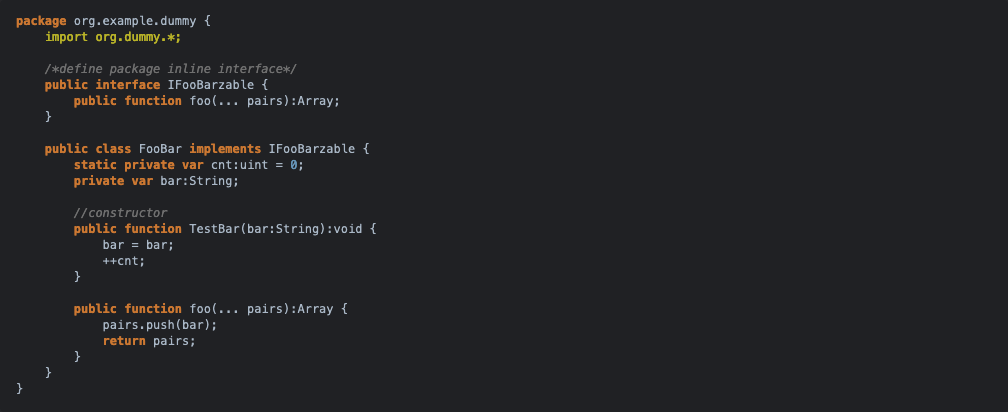 package org.example.dummy {
    import org.dummy.*;

    /*define package inline interface*/
    public interface IFooBarzable {
        public function foo(... pairs):Array;
    }

    public class FooBar implements IFooBarzable {
        static private var cnt:uint = 0;
        private var bar:String;

        //constructor
        public function TestBar(bar:String):void {
            bar = bar;
            ++cnt;
        }

        public function foo(... pairs):Array {
            pairs.push(bar);
            return pairs;
        }
    }
}